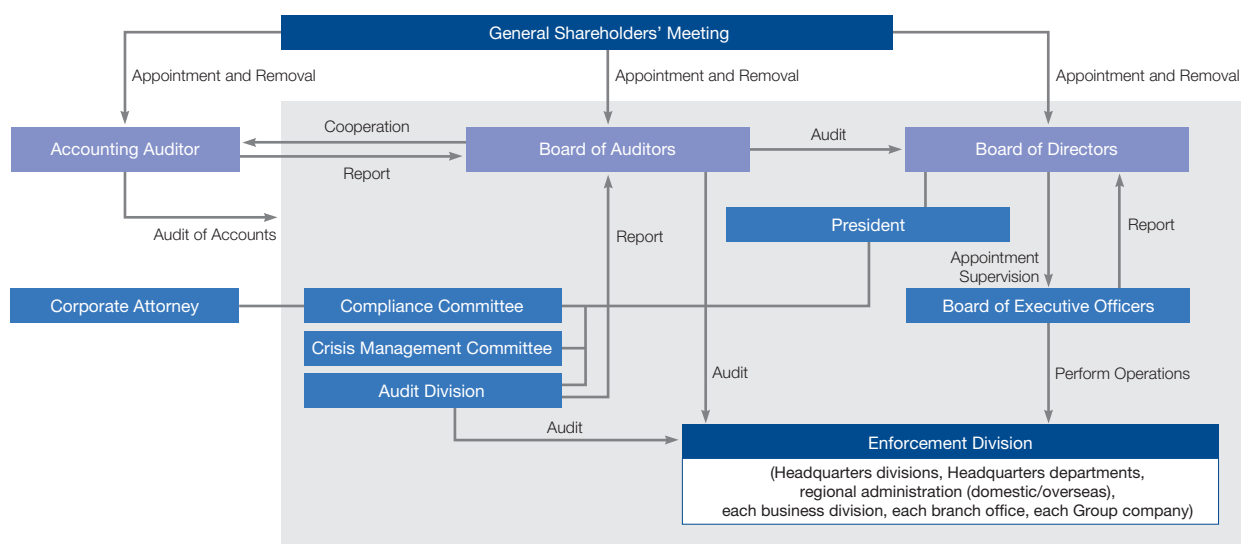 General Shareholders' Meeting
Appointment and Removal
Appointment and Removal
Appointment and Removal
Cooperation
Accounting Auditor
Board of Auditors
Audit
Board of Directors
Report
President
Audit of Accounts
Report
Report
Appointment
Supervision
Corporate Attorney
Compliance Committee
Board of Executive Officers
Crisis Management Committee
Audit
Perform Operations
Audit Division
Audit
Enforcement Division
(Headquarters divisions, Headquarters departments,
regional administration (domestic/overseas),
each business division, each branch office, each Group company)